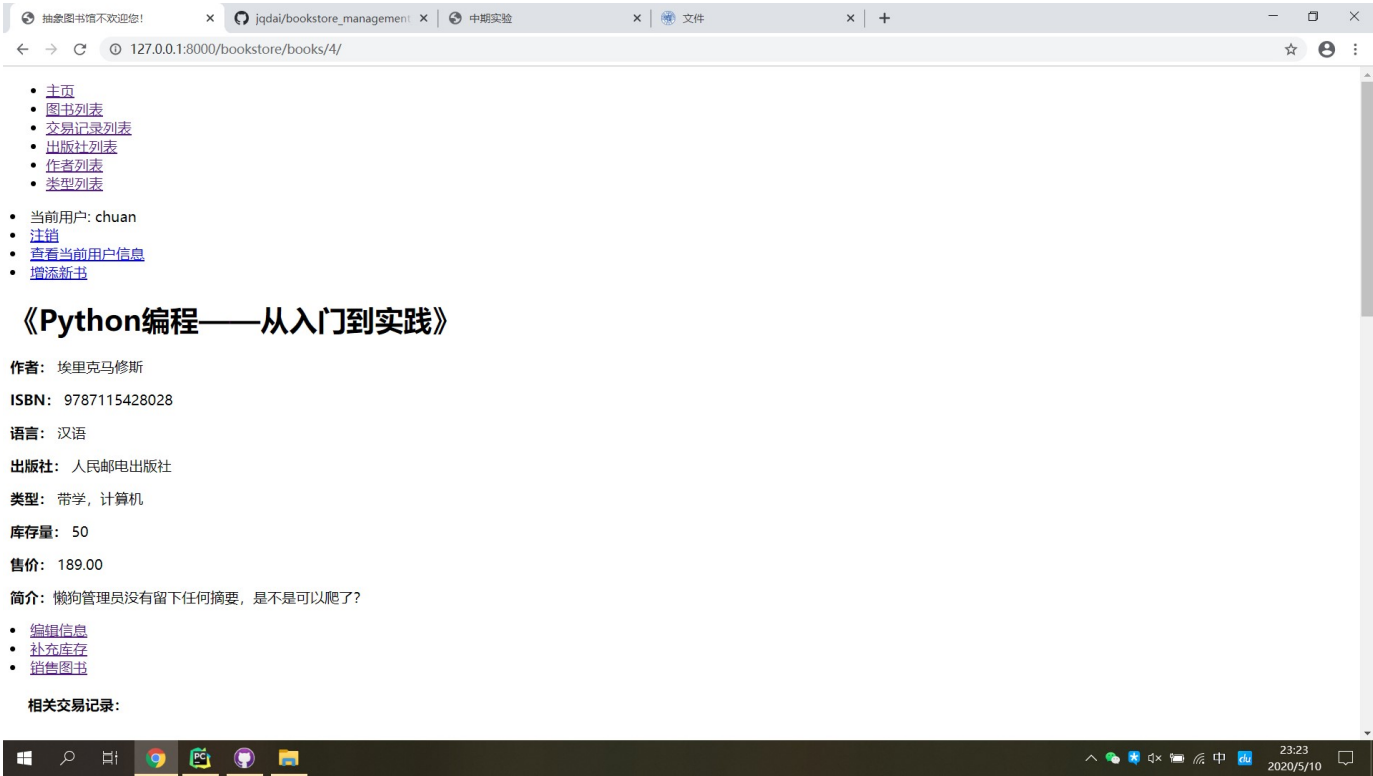 抽象图书馆不欢迎您!
jqdai/bookstore_management
中期实验
文件
127.0.0.1:8000/bookstore/books/4/
主页
图书列表
交易记录列表
出版社列表
作者列表
类型列表
当前用户: chuan
注销
查看当前用户信息
增添新书
《Python编程——从入门到实践》
作者： 埃里克马修斯
ISBN： 9787115428028
语言： 汉语
出版社： 人民邮电出版社
类型： 带学，计算机
库存量： 50
售价： 189.00
简介：懒狗管理员没有留下任何摘要，是不是可以爬了？
编辑信息
补充库存
销售图书
相关交易记录：
PC
中
du
23:23
2020/5/10